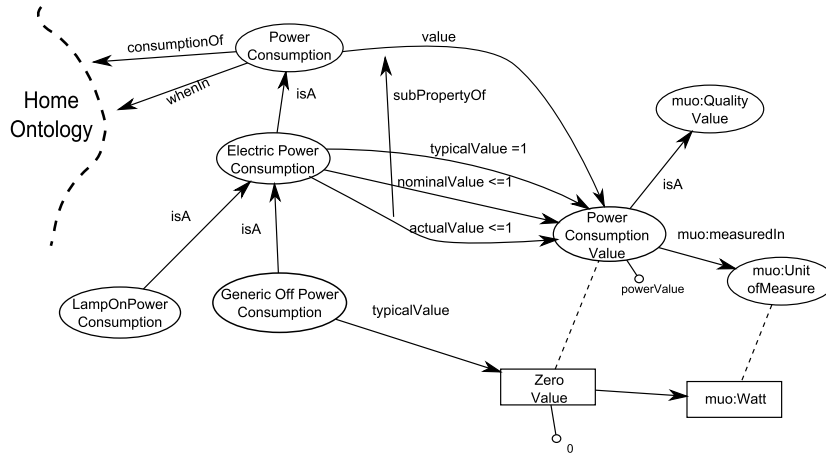 consumptionOf
Power
Consumption
value
whenIn
Home
Ontology
isA
subPropertyOf
muo:Quality
Value
Electric Power
Consumption
typicalValue =1
nominalValue <=1
actualValue <=1
isA
isA
isA
Power
Consumption
Value
muo:measuredIn
powerValue
muo:Unit
ofMeasure
LampOnPower
Consumption
Generic Off Power
Consumption
typicalValue
Zero
Value
muo:Watt
0